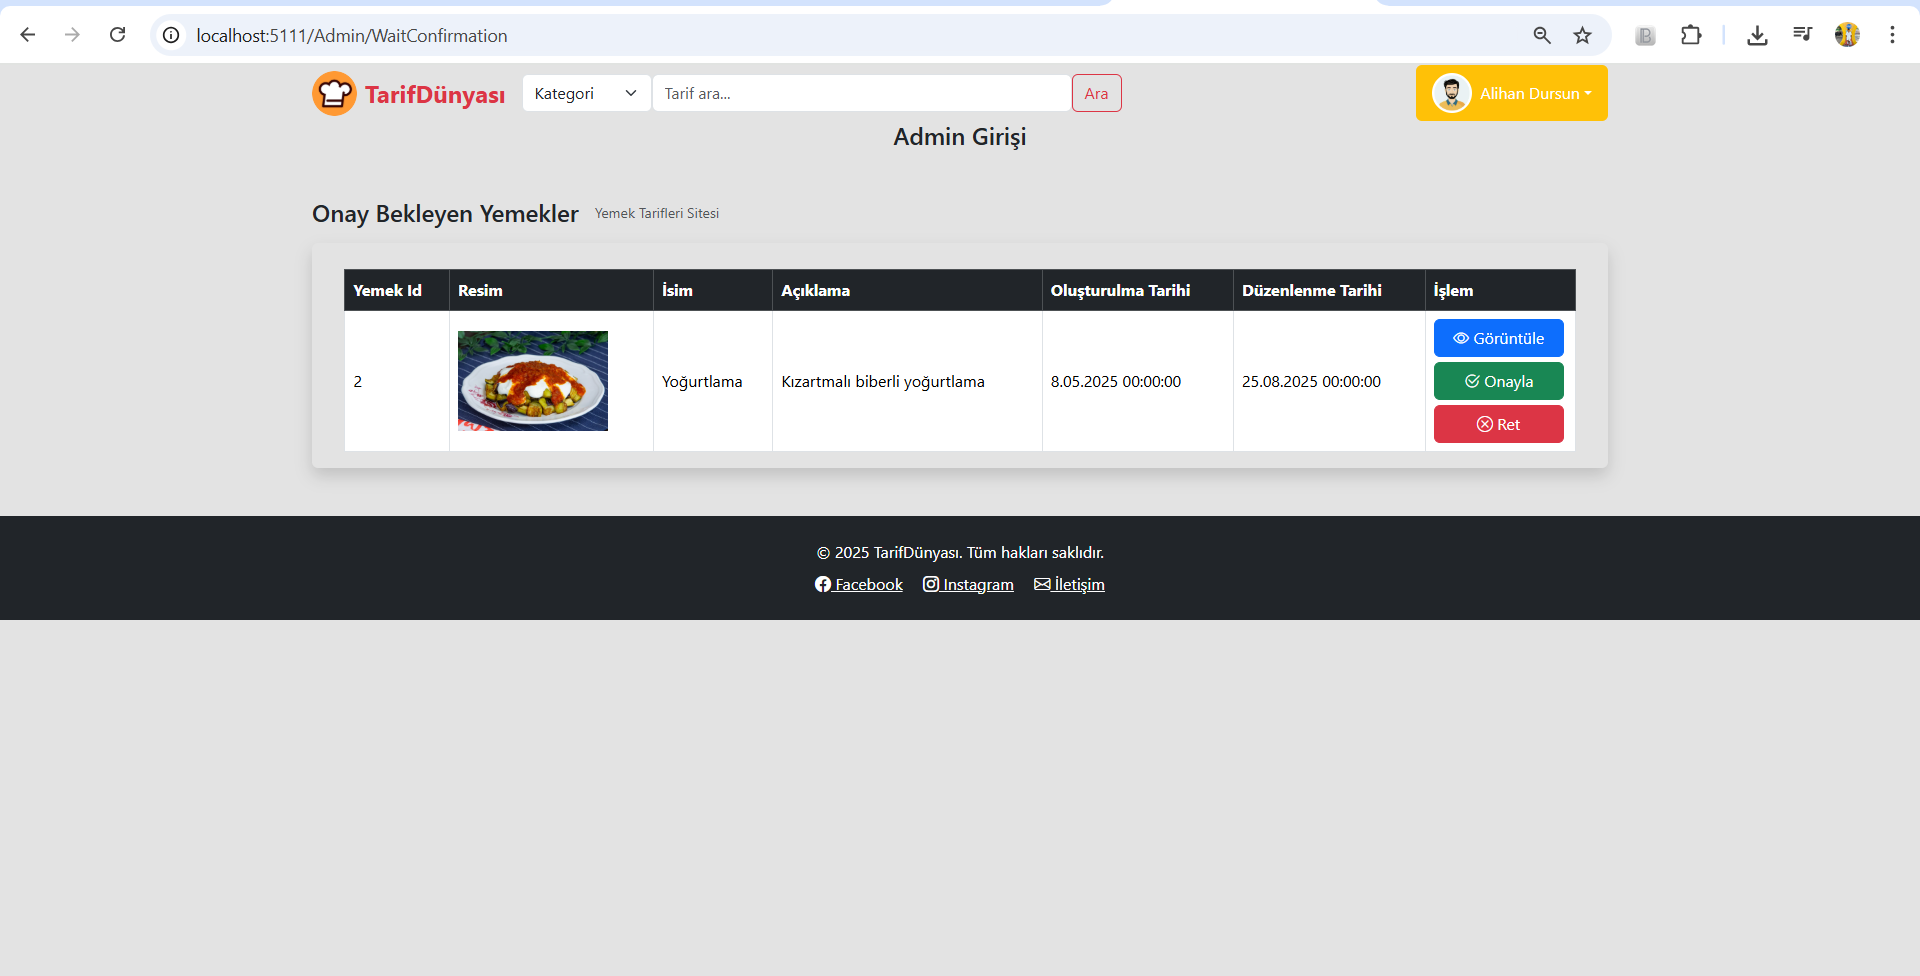 localhost:5111/Admin/WaitConfirmation
TarifDünyası Kategori Tarif ara... Ara Alihan Dursun
Admin Girişi
Onay Bekleyen Yemekler Yemek Tarifleri Sitesi
Yemek Id Resim İsim Açıklama Oluşturulma Tarihi Düzenlenme Tarihi İşlem
2 Yoğurtlama Kızartmalı biberli yoğurtlama 8.05.2025 00:00:00 25.08.2025 00:00:00
Görüntüle
Onayla
Ret
© 2025 TarifDünyası. Tüm hakları saklıdır.
Facebook Instagram İletişim